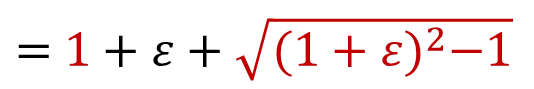 = 1 + ε + √((1 + ε)²−1)